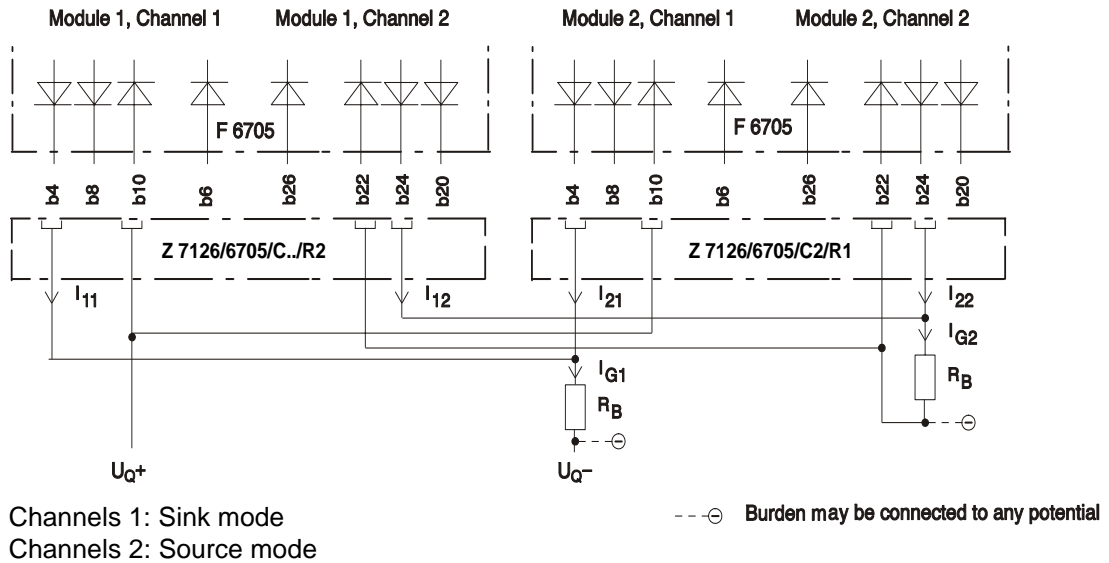 Module 1, Channel 1 Module 1, Channel 2 Module 2, Channel 1 Module 2, Channel 2
F 6705 F 6705
b4 b8 b10 b6 b26 b22 b24 b20 b4 b8 b10 b6 b26 b22 b24 b20
Z 7126/6705/C../R2 Z 7126/6705/C2/R1
I11 I12 I21 I22
IG2
IG1
RB
RB
UQ+ UQ−
Channels 1: Sink mode
Burden may be connected to any potential
Channels 2: Source mode